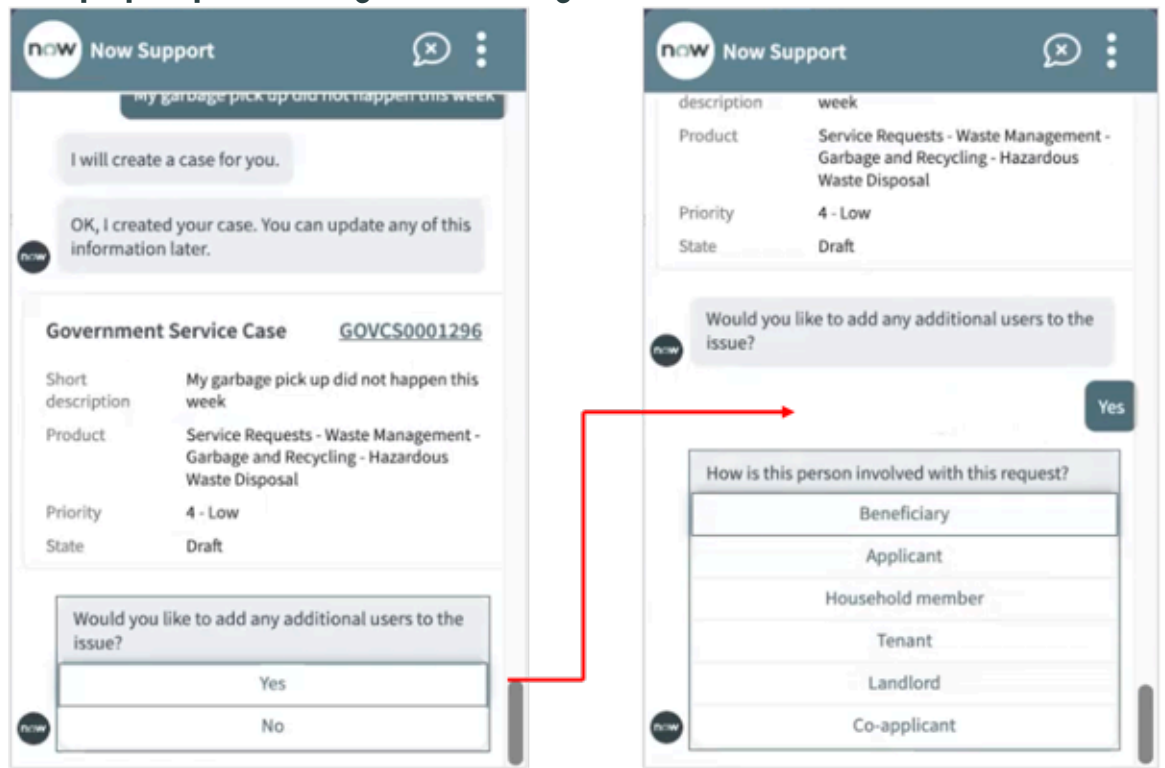 now Now Support
My garbage pick up did not happen this week
I will create a case for you.
OK, I created your case. You can update any of this
information later.
now
Government Service Case GOVCS0001296
Short description My garbage pick up did not happen this
week
Product Service Requests - Waste Management -
Garbage and Recycling - Hazardous
Waste Disposal
Priority 4 - Low
State Draft
Would you like to add any additional users to the
issue?
Yes
No
now
now Now Support
description week
Product Service Requests - Waste Management -
Garbage and Recycling - Hazardous
Waste Disposal
Priority 4 - Low
State Draft
Would you like to add any additional users to the
issue?
now
Yes
How is this person involved with this request?
Beneficiary
Applicant
Household member
Tenant
Landlord
Co-applicant
now